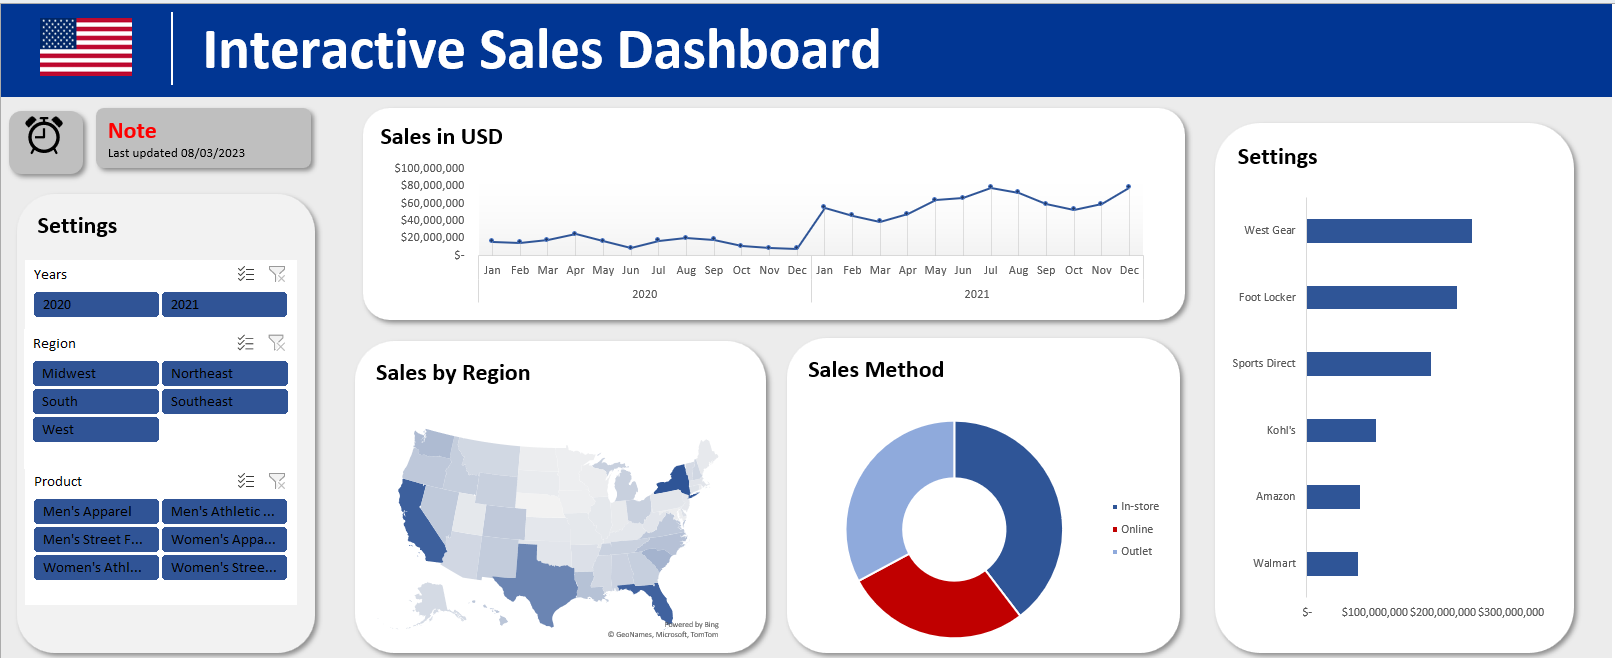 Interactive Sales Dashboard
Note
Last updated 08/03/2023
Settings
Years
2020 2021
Region
Midwest Northeast
South Southeast
West
Product
Men's Apparel Men's Athletic ...
Men's Street F... Women's Appa...
Women's Athl... Women's Stree...
Sales in USD
$100,000,000
$80,000,000
$60,000,000
$40,000,000
$20,000,000
$-
Jan Feb Mar Apr May Jun Jul Aug Sep Oct Nov Dec Jan Feb Mar Apr May Jun Jul Aug Sep Oct Nov Dec
2020 2021
Sales by Region
Powered by Bing
© GeoNames, Microsoft, TomTom
Sales Method
In-store
Online
Outlet
Settings
West Gear
Foot Locker
Sports Direct
Kohl's
Amazon
Walmart
$- $100,000,000 $200,000,000 $300,000,000